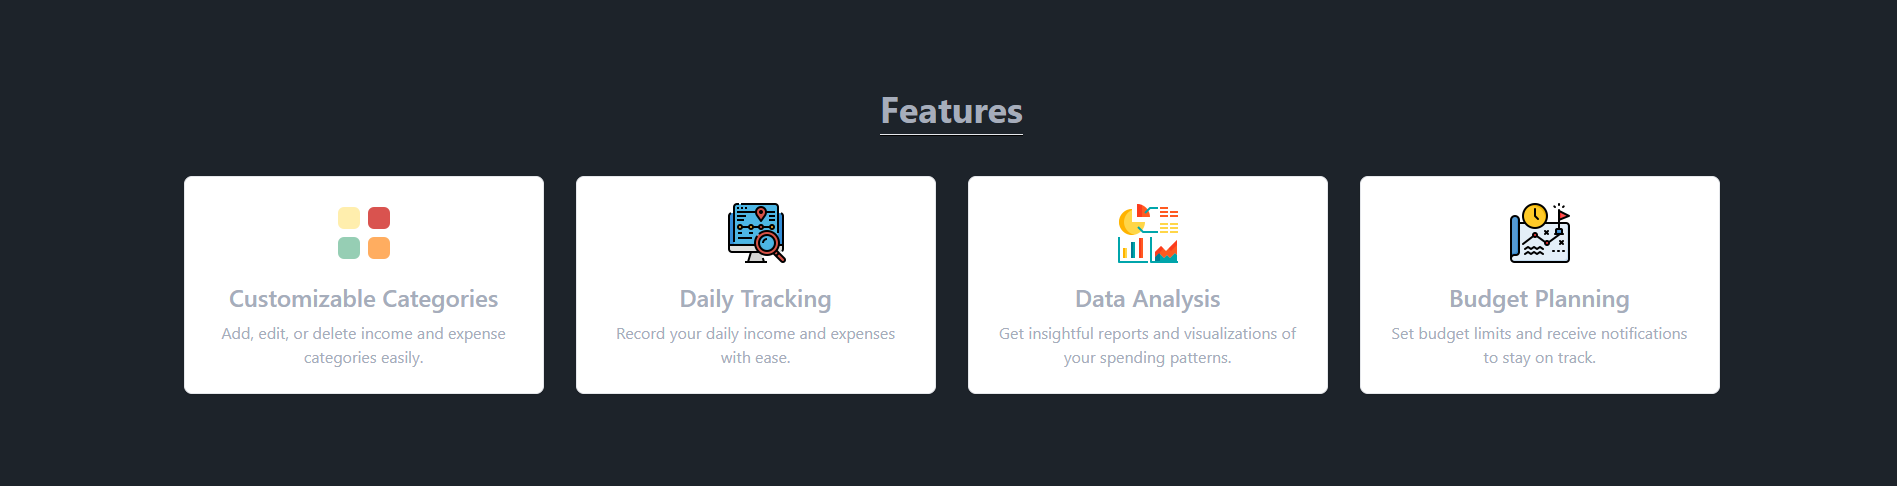 Features
Customizable Categories
Add, edit, or delete income and expense
categories easily.
Daily Tracking
Record your daily income and expenses
with ease.
Data Analysis
Get insightful reports and visualizations of
your spending patterns.
Budget Planning
Set budget limits and receive notifications
to stay on track.